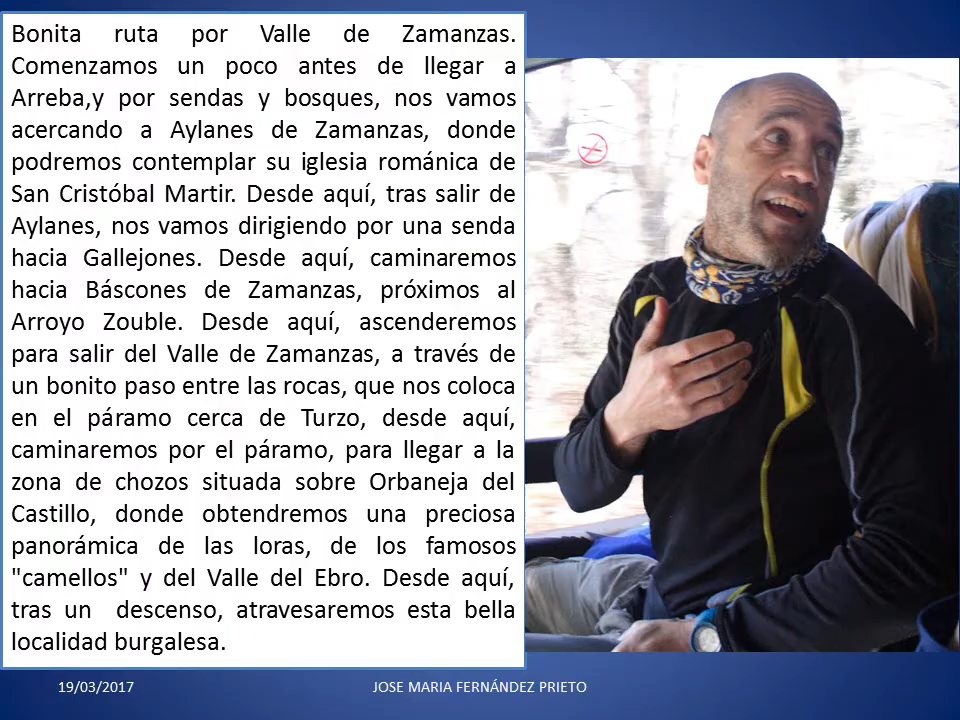 Bonita ruta por Valle de Zamanzas.
Comenzamos un poco antes de llegar a
Arreba,y por sendas y bosques, nos vamos
acercando a Aylanes de Zamanzas, donde
podremos contemplar su iglesia románica de
San Cristóbal Martir. Desde aquí, tras salir de
Aylanes, nos vamos dirigiendo por una senda
hacia Gallejones. Desde aquí, caminaremos
hacia Báscones de Zamanzas, próximos al
Arroyo Zouble. Desde aquí, ascenderemos
para salir del Valle de Zamanzas, a través de
un bonito paso entre las rocas, que nos coloca
en el páramo cerca de Turzo, desde aquí,
caminaremos por el páramo, para llegar a la
zona de chozos situada sobre Orbaneja del
Castillo, donde obtendremos una preciosa
panorámica de las loras, de los famosos
"camellos" y del Valle del Ebro. Desde aquí,
tras un descenso, atravesaremos esta bella
localidad burgalesa.
19/03/2017 JOSE MARIA FERNÁNDEZ PRIETO